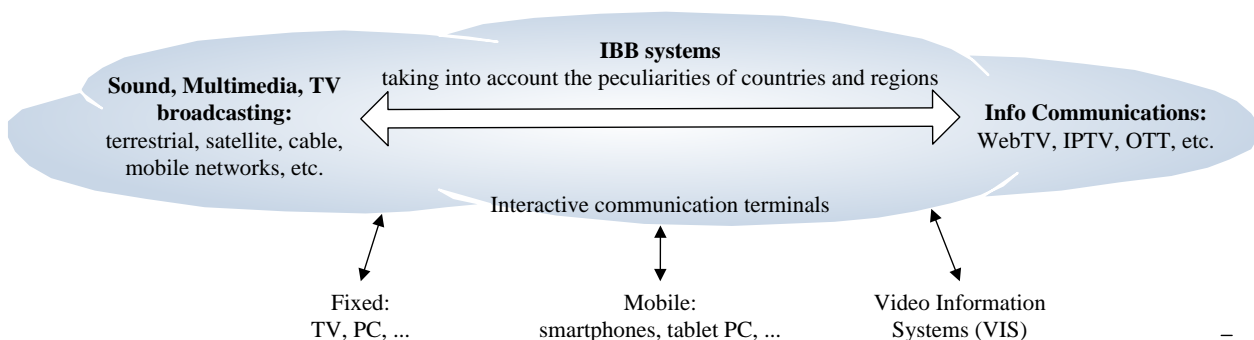 IBB systems
taking into account the peculiarities of countries and regions
Sound, Multimedia, TV
broadcasting:
terrestrial, satellite, cable,
mobile networks, etc.
Info Communications:
WebTV, IPTV, OTT, etc.
Interactive communication terminals
Fixed:
TV, PC, ...
Mobile:
smartphones, tablet PC, ...
Video Information
Systems (VIS)
–